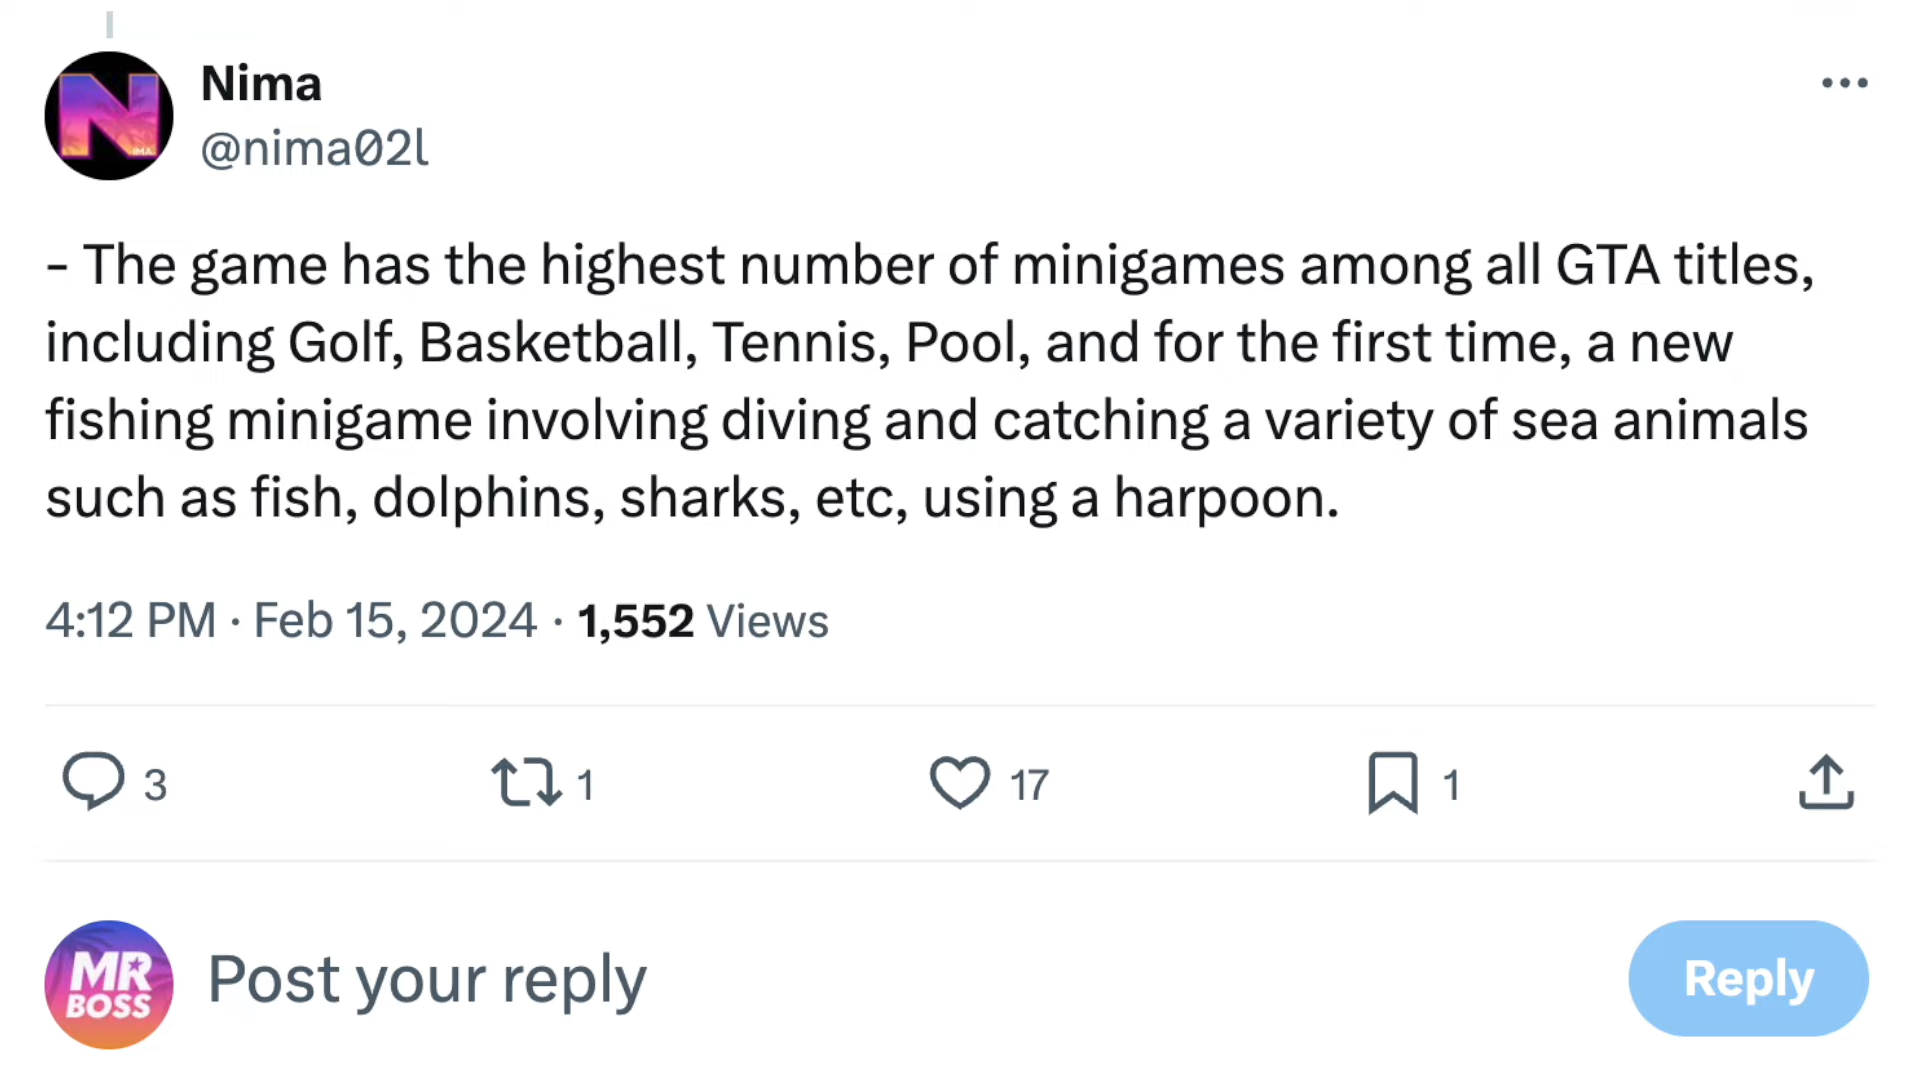 N
IMA
Nima
@nima02l
- The game has the highest number of minigames among all GTA titles,
including Golf, Basketball, Tennis, Pool, and for the first time, a new
fishing minigame involving diving and catching a variety of sea animals
such as fish, dolphins, sharks, etc, using a harpoon.
4:12 PM · Feb 15, 2024 · 1,552 Views
3 1 17 1
MR
BOSS
Post your reply
Reply